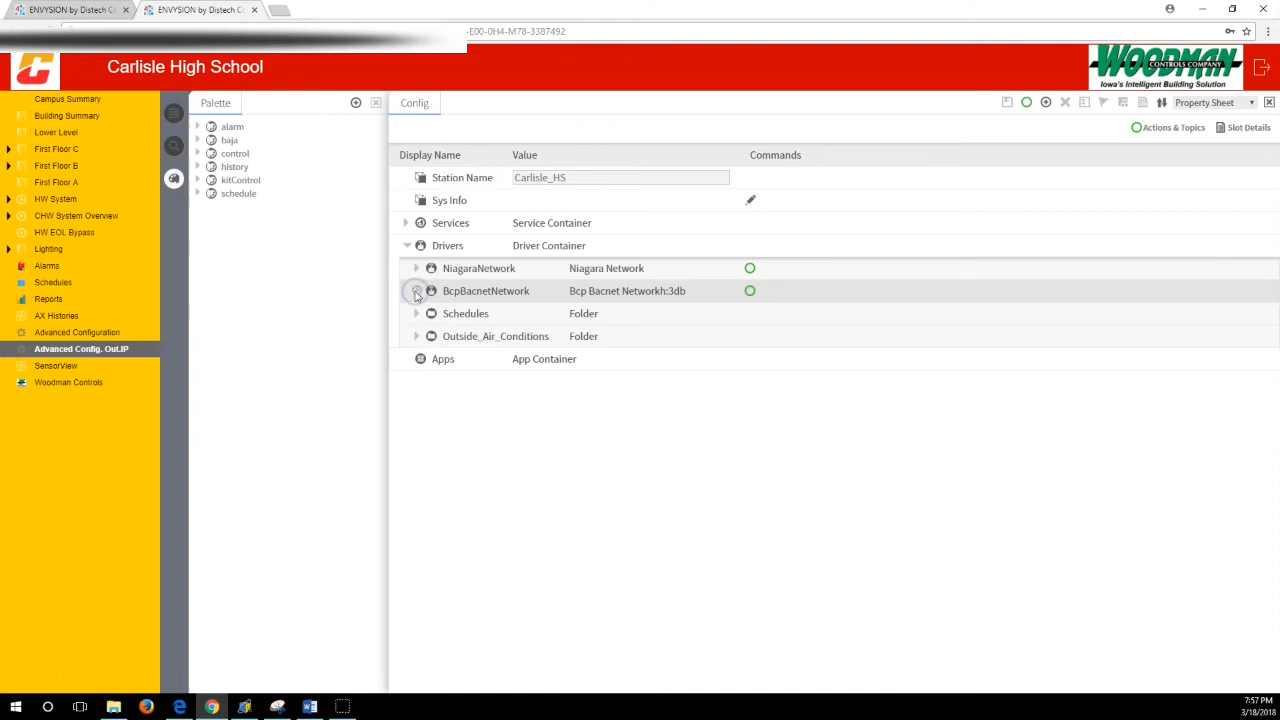 ENVYSION by Distech C
ENVYSION by Distech C
-E00-0H4-M78-3387492
Carlisle High School
WOODMAN
CONTROLS COMPANY
Iowa's Intelligent Building Solution
Campus Summary
Building Summary
Lower Level
First Floor C
First Floor B
First Floor A
HW System
CHW System Overview
HW EOL Bypass
Lighting
Alarms
Schedules
Reports
AX Histories
Advanced Configuration
Advanced Config. Out.IP
SensorView
Woodman Controls
Palette
alarm
baja
control
history
kitControl
schedule
Config
Property Sheet
Actions & Topics
Slot Details
Display Name Value Commands
Station Name Carlisle_HS
Sys Info
Services Service Container
Drivers Driver Container
NiagaraNetwork Niagara Network
BcpBacnetNetwork Bcp Bacnet Networkh:3db
Schedules Folder
Outside_Air_Conditions Folder
Apps App Container
7:57 PM
3/18/2018